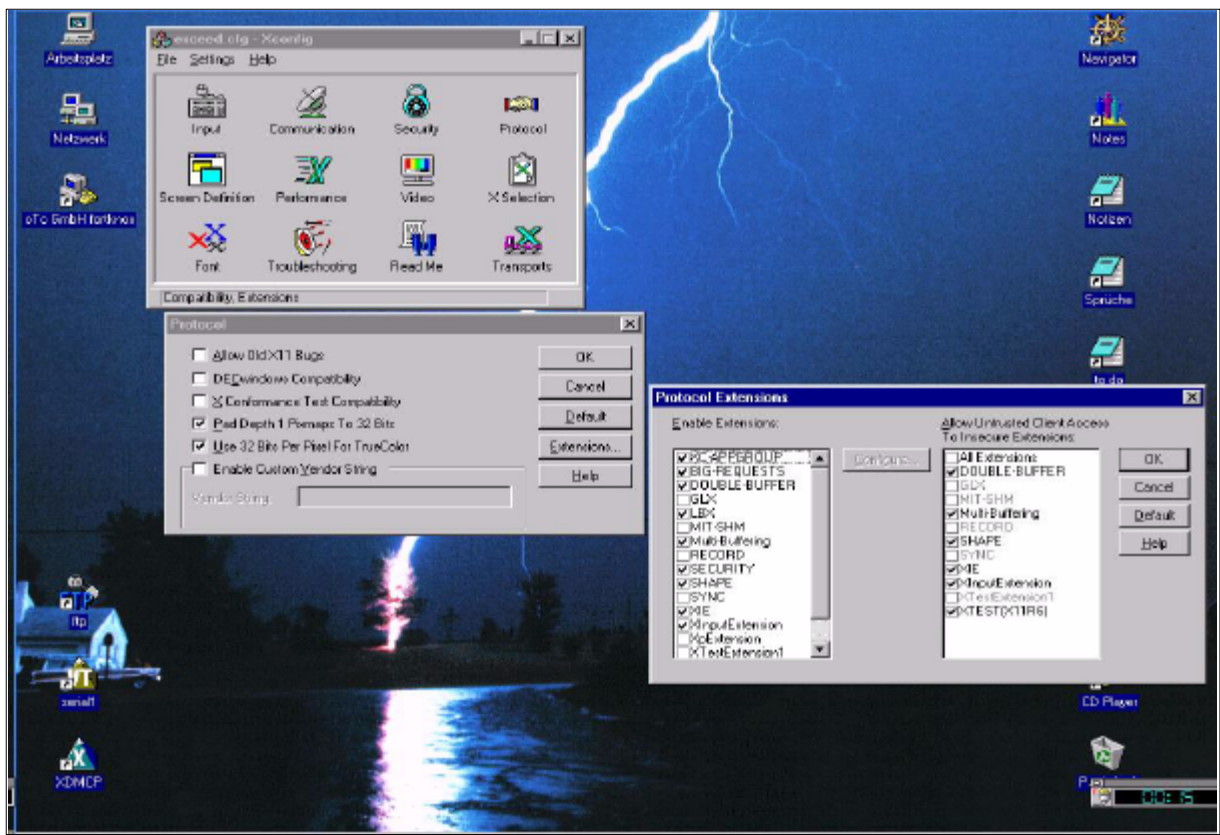 Arbeitsplatz
Netzwerk
exceed.cfg - Xconfig
File Settings Help
Input Communication Security Protocol
Screen Definition Performance Video X Selection
Font Troubleshooting Read Me Transports
Compatibility, Extensions
Protocol
Allow Old X11 Bugs
DECwindows Compatibility
X Conformance Test Compatibility
Pad Depth 1 Pixmaps To 32 Bits
Use 32 Bits Per Pixel For TrueColor
Enable Custom Vendor String
Vendor String:
OK
Cancel
Default
Extensions...
Help
Protocol Extensions
Enable Extensions:
XC-APPGROUP
BIG-REQUESTS
DOUBLE-BUFFER
GLX
LBX
MIT-SHM
Multi-Buffering
RECORD
SECURITY
SHAPE
SYNC
XIE
XInputExtension
XpExtension
XTestExtension1
Configure...
Allow Untrusted Client Access
To Insecure Extensions:
All Extensions
DOUBLE-BUFFER
GLX
MIT-SHM
Multi-Buffering
RECORD
SHAPE
SYNC
XIE
XInputExtension
XTestExtension1
XTEST(X11R6)
OK
Cancel
Default
Help
Navigator
Notes
Notizen
Sprüche
to do
FTP
ftp
XDMCP
CD Player
00:15